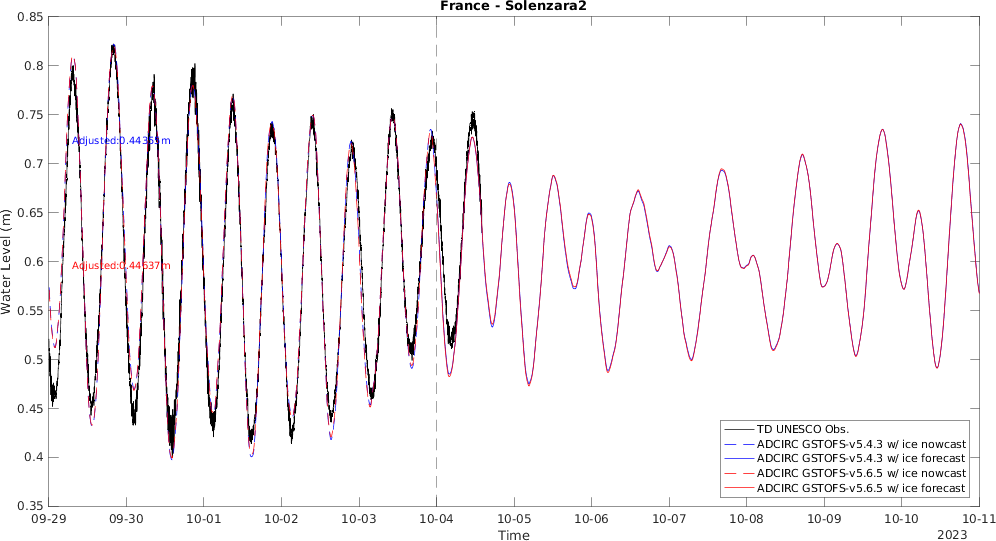 France - Solenzara2
0.85
0.8
0.75
0.7
0.65
0.6
0.55
0.5
0.45
0.4
0.35
Water Level (m)
Adjusted:0.44365m
Adjusted:0.44637m
TD UNESCO Obs.
ADCIRC GSTOFS-v5.4.3 w/ ice nowcast
ADCIRC GSTOFS-v5.4.3 w/ ice forecast
ADCIRC GSTOFS-v5.6.5 w/ ice nowcast
ADCIRC GSTOFS-v5.6.5 w/ ice forecast
09-29 09-30 10-01 10-02 10-03 10-04 10-05 10-06 10-07 10-08 10-09 10-10 10-11
Time
2023